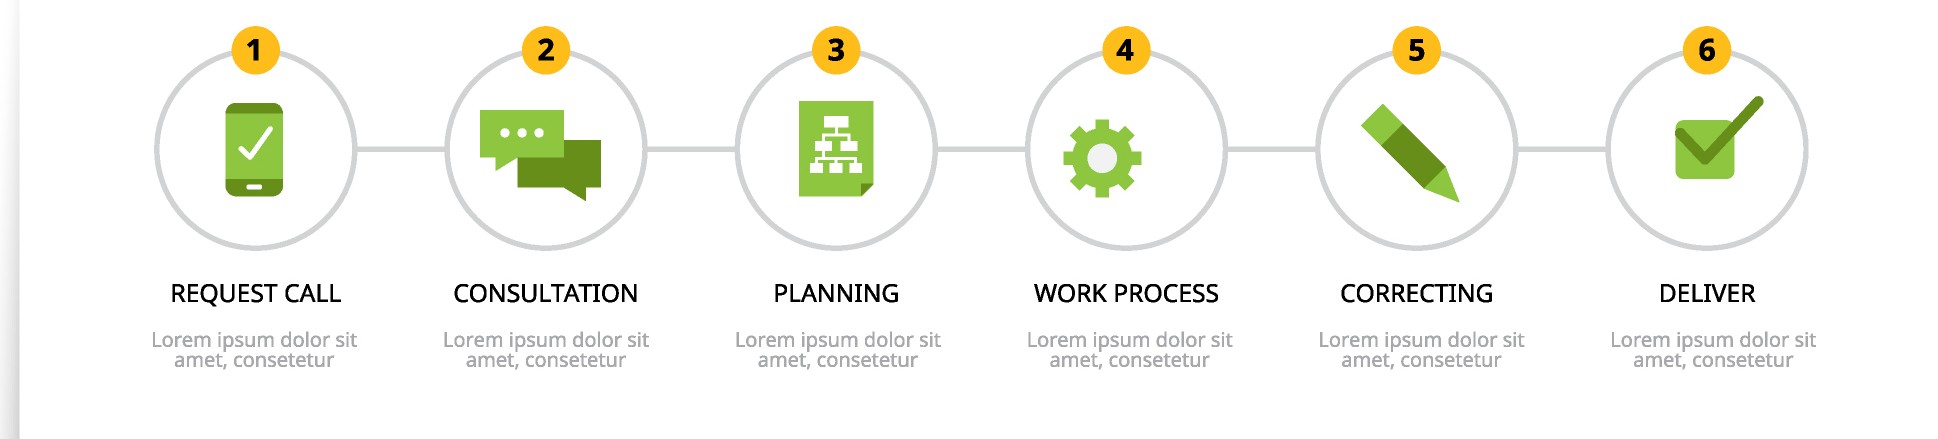 1
2
3
4
5
6
REQUEST CALL
CONSULTATION
PLANNING
WORK PROCESS
CORRECTING
DELIVER
Lorem ipsum dolor sit
amet, consetetur
Lorem ipsum dolor sit
amet, consetetur
Lorem ipsum dolor sit
amet, consetetur
Lorem ipsum dolor sit
amet, consetetur
Lorem ipsum dolor sit
amet, consetetur
Lorem ipsum dolor sit
amet, consetetur